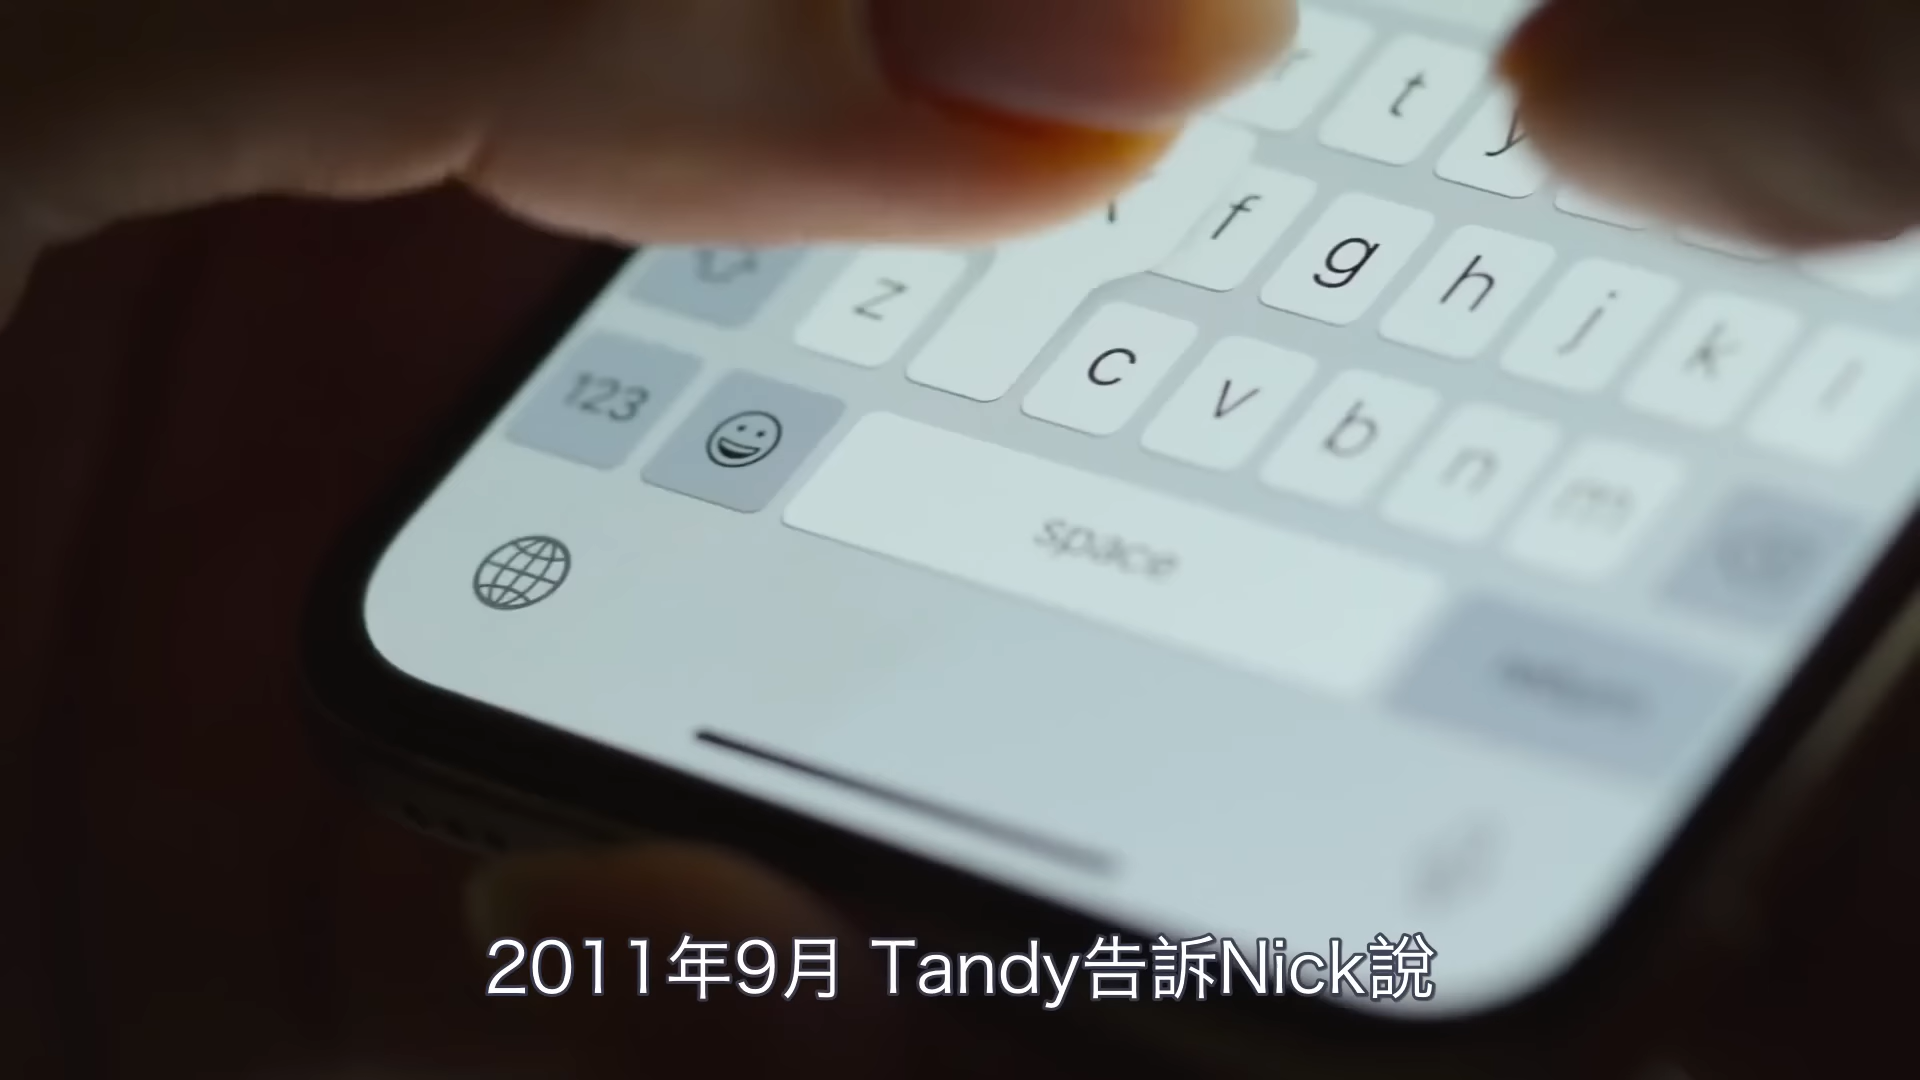 t y
f g h j k l
z c v b n m
123 space
2011年9月 Tandy告訴Nick說